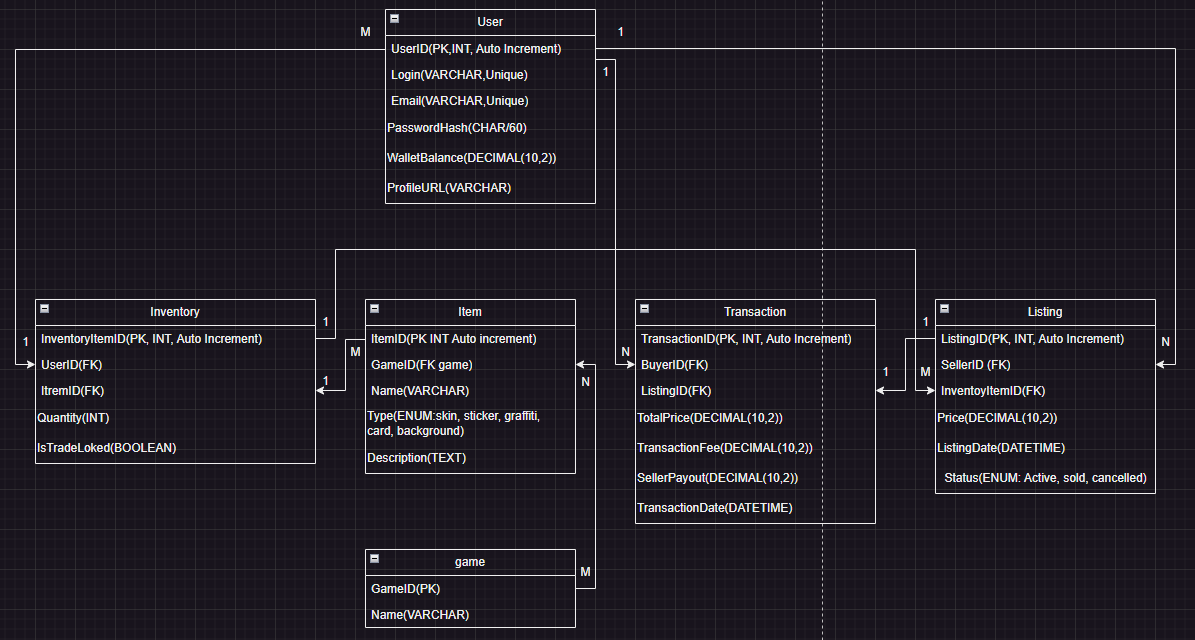 User
M
1
UserID(PK,INT, Auto Increment)
1
Login(VARCHAR,Unique)
Email(VARCHAR,Unique)
PasswordHash(CHAR/60)
WalletBalance(DECIMAL(10,2))
ProfileURL(VARCHAR)
Inventory
1
InventoryItemID(PK, INT, Auto Increment)
1
UserID(FK)
ItremID(FK)
1
Quantity(INT)
IsTradeLoked(BOOLEAN)
Item
ItemID(PK INT Auto increment)
M
GameID(FK game)
N
Name(VARCHAR)
Type(ENUM:skin, sticker, graffiti,
card, background)
Description(TEXT)
Transaction
TransactionID(PK, INT, Auto Increment)
N
BuyerID(FK)
1
ListingID(FK)
TotalPrice(DECIMAL(10,2))
TransactionFee(DECIMAL(10,2))
SellerPayout(DECIMAL(10,2))
TransactionDate(DATETIME)
Listing
1
ListingID(PK, INT, Auto Increment)
N
SellerID (FK)
M
InventoyItemID(FK)
Price(DECIMAL(10,2))
ListingDate(DATETIME)
Status(ENUM: Active, sold, cancelled)
game
M
GameID(PK)
Name(VARCHAR)